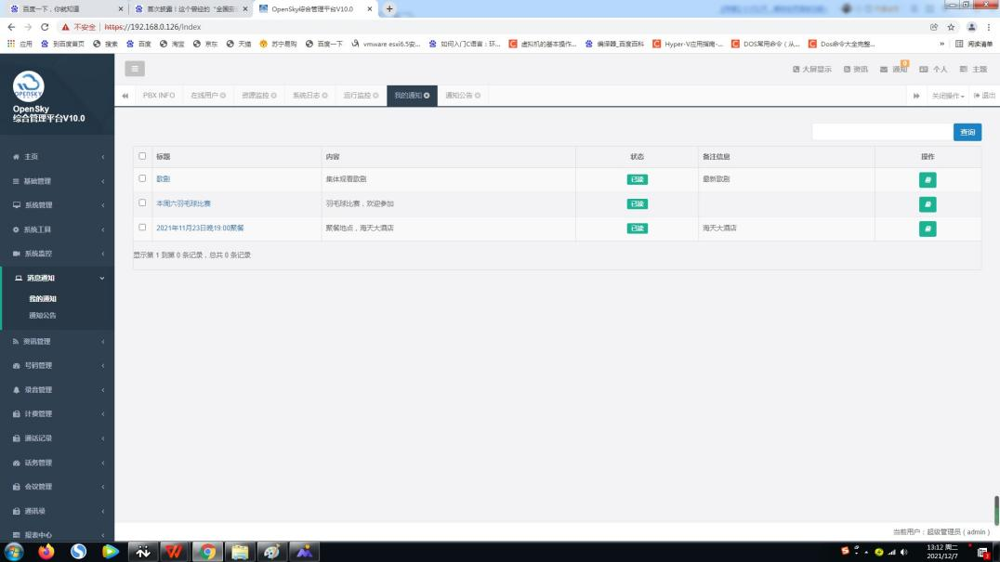 百度一下，你就知道
首次披露！这个曾经的“全国宗
OpenSky综合管理平台V10.0
不安全 https://192.168.0.126/index
应用
到百度首页
搜索
百度
淘宝
京东
天猫
苏宁易购
百度一下
vmware esxi6.5安...
如何入门C语言：环...
虚拟机的基本操作...
编译器_百度百科
Hyper-V应用指南-...
DOS常用命令（从...
Dos命令大全完整...
»
阅读清单
OPENSKY
OpenSky
综合管理平台V10.0
大屏显示
资讯
通知
0
个人
主题
PBX INFO
在线用户
资源监控
系统日志
运行监控
我的通知
通知公告
关闭操作
退出
主页
基础管理
系统管理
系统工具
系统监控
消息通知
我的通知
通知公告
资讯管理
号码管理
录音管理
计费管理
通话记录
话务管理
会议管理
通讯录
报表中心
查询
标题 内容 状态 备注信息 操作
歌剧 集体观看歌剧 已读 最新歌剧
本周六羽毛球比赛 羽毛球比赛，欢迎参加 已读
2021年11月23日晚19:00聚餐 聚餐地点，海天大酒店 已读 海天大酒店
显示第 1 到第 0 条记录，总共 0 条记录
当前用户：超级管理员（admin）
13:12 周二
2021/12/7